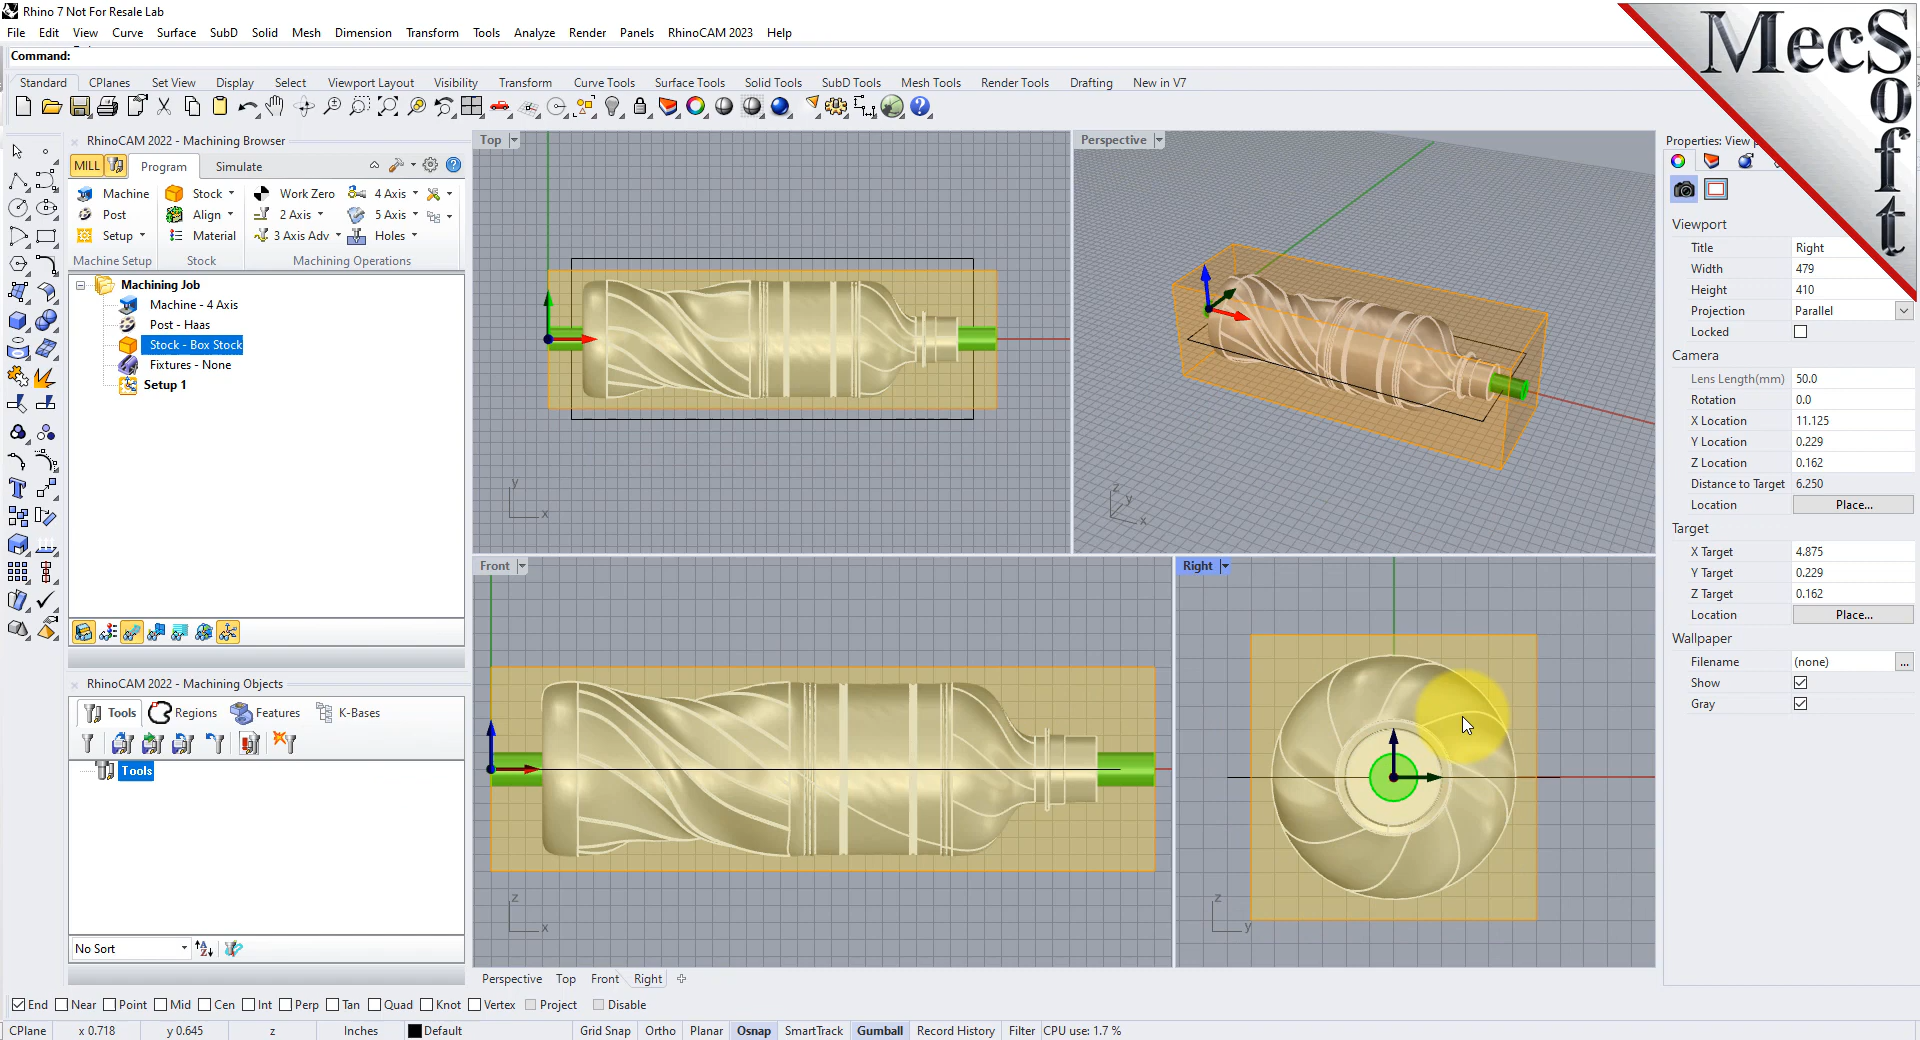 Rhino 7 Not For Resale Lab
File Edit View Curve Surface SubD Solid Mesh Dimension Transform Tools Analyze Render Panels RhinoCAM 2023 Help
Command:
Standard CPlanes Set View Display Select Viewport Layout Visibility Transform Curve Tools Surface Tools Solid Tools SubD Tools Mesh Tools Render Tools Drafting New in V7
MecSoft
RhinoCAM 2022 - Machining Browser
MILL Program Simulate
Machine Stock Work Zero 4 Axis
Post Align 2 Axis 5 Axis
Setup Material 3 Axis Adv Holes
Machine Setup Stock Machining Operations
Machining Job
Machine - 4 Axis
Post - Haas
Stock - Box Stock
Fixtures - None
Setup 1
RhinoCAM 2022 - Machining Objects
Tools Regions Features K-Bases
Tools
No Sort
Top
y
x
Perspective
z
y
x
Front
z
x
Right
z
y
Perspective Top Front Right
Properties: View p
Viewport
Title Right
Width 479
Height 410
Projection Parallel
Locked
Camera
Lens Length(mm) 50.0
Rotation 0.0
X Location 11.125
Y Location 0.229
Z Location 0.162
Distance to Target 6.250
Location Place...
Target
X Target 4.875
Y Target 0.229
Z Target 0.162
Location Place...
Wallpaper
Filename (none) ...
Show
Gray
End Near Point Mid Cen Int Perp Tan Quad Knot Vertex Project Disable
CPlane x 0.718 y 0.645 z Inches Default Grid Snap Ortho Planar Osnap SmartTrack Gumball Record History Filter CPU use: 1.7 %